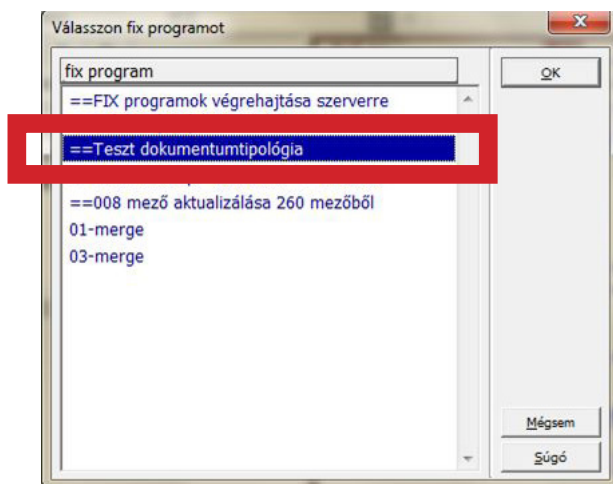 Válasszon fix programot
fix program
OK
==FIX programok végrehajtása szerverre
==Teszt dokumentumtipológia
==008 mező aktualizálása 260 mezőből
01-merge
03-merge
Mégsem
Súgó